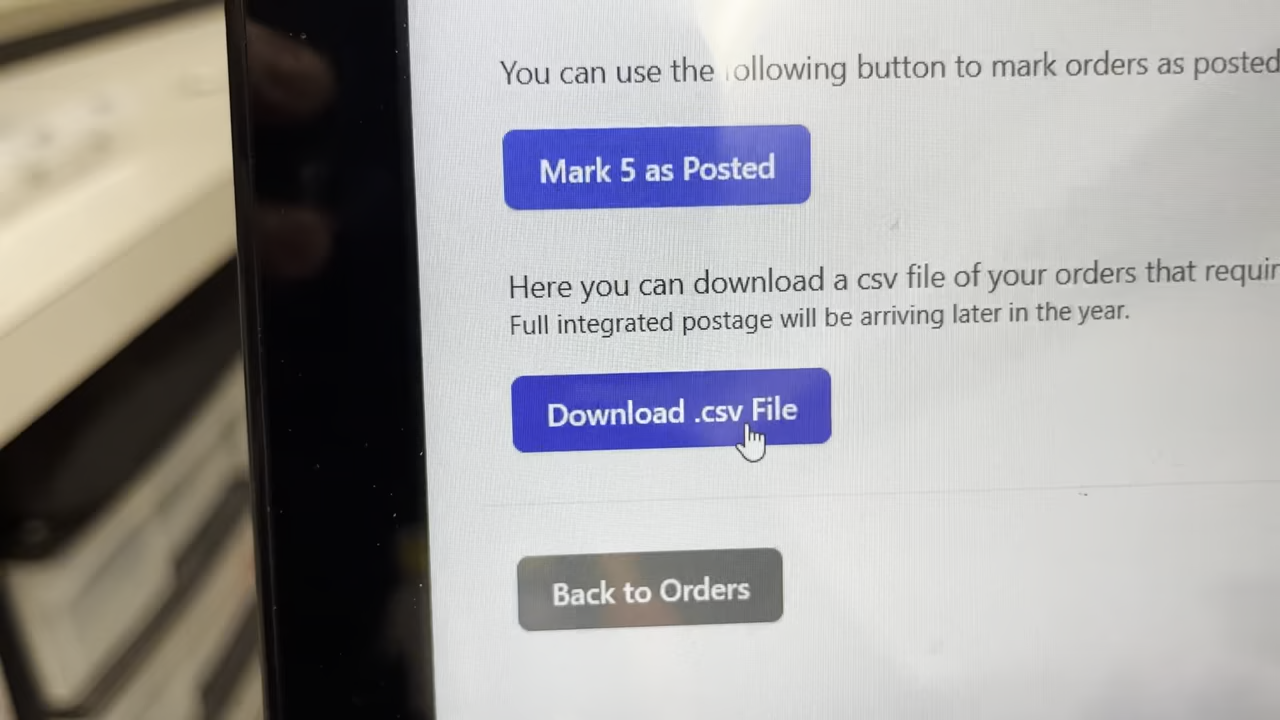 You can use the following button to mark orders as posted
Mark 5 as Posted
Here you can download a csv file of your orders that
Full integrated postage will be arriving later in the year.
Download .csv File
Back to Orders